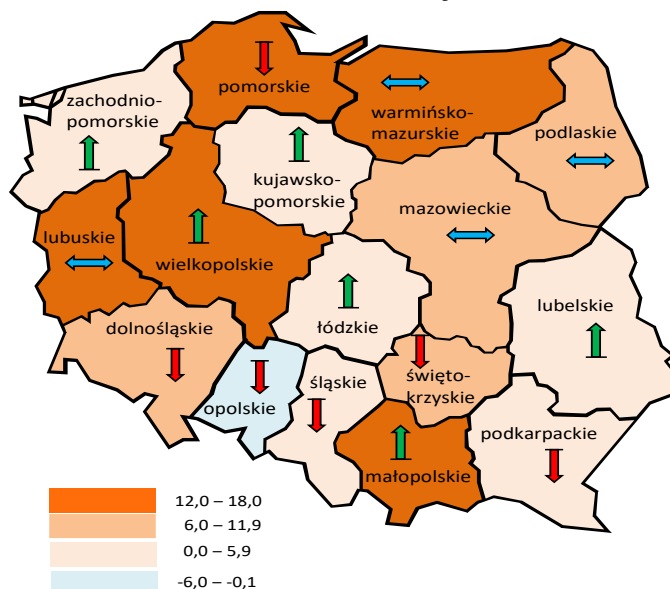 pomorskie
zachodnio-
pomorskie
warmińsko-
mazurskie
podlaskie
kujawsko-
pomorskie
mazowieckie
lubuskie
wielkopolskie
łódzkie
lubelskie
dolnośląskie
opolskie
śląskie
święto-
krzyskie
małopolskie
podkarpackie
12,0 – 18,0
6,0 – 11,9
0,0 – 5,9
-6,0 – -0,1